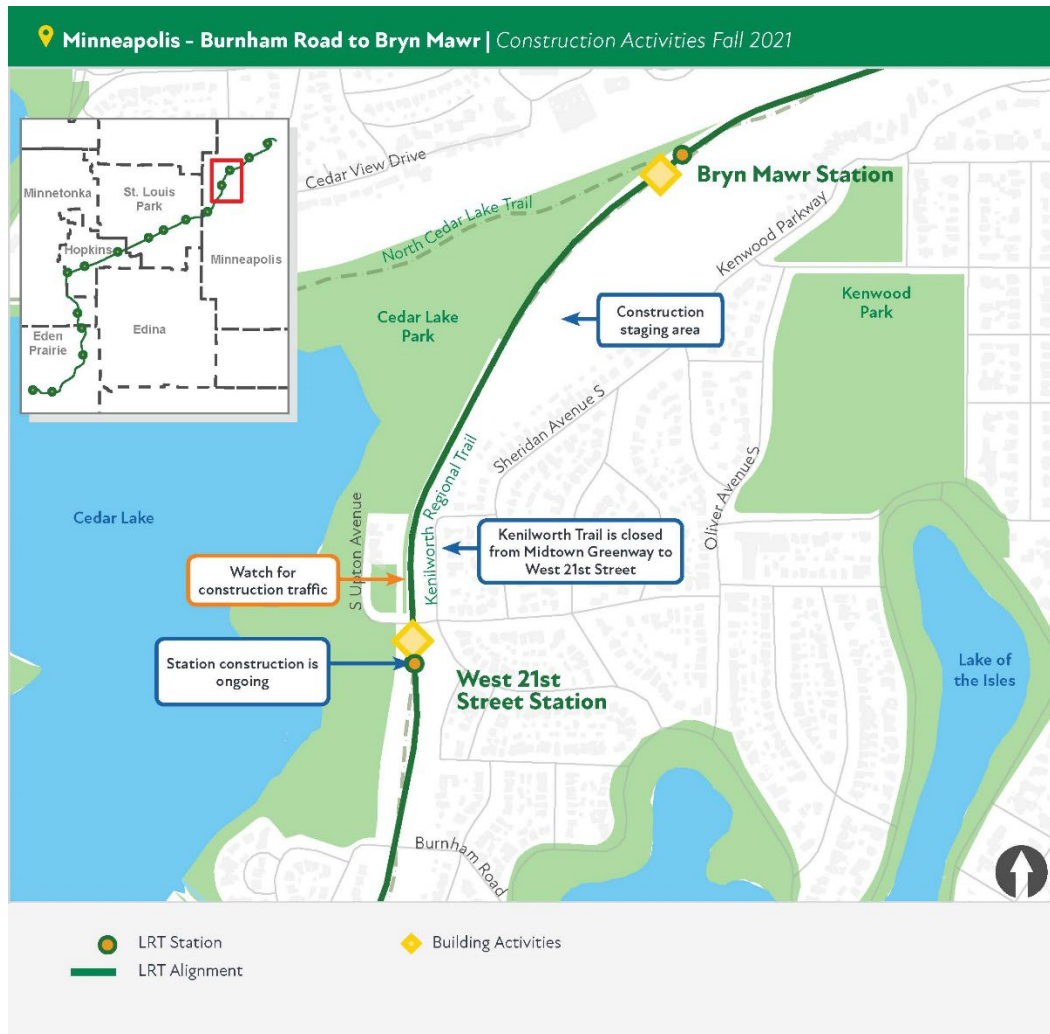 Minneapolis - Burnham Road to Bryn Mawr | Construction Activities Fall 2021
Minnetonka
St. Louis
Park
Hopkins
Minneapolis
Edina
Eden
Prairie
Cedar View Drive
North Cedar Lake Trail
Bryn Mawr Station
Kenwood Parkway
Kenwood
Park
Cedar Lake
Park
Construction
staging area
Sheridan Avenue S
Oliver Avenue S
Kenilworth Regional Trail
S Upton Avenue
Cedar Lake
Kenilworth Trail is closed
from Midtown Greenway to
West 21st Street
Watch for
construction traffic
Station construction is
ongoing
West 21st
Street Station
Lake of
the Isles
Burnham
Road
LRT Station
Building Activities
LRT Alignment